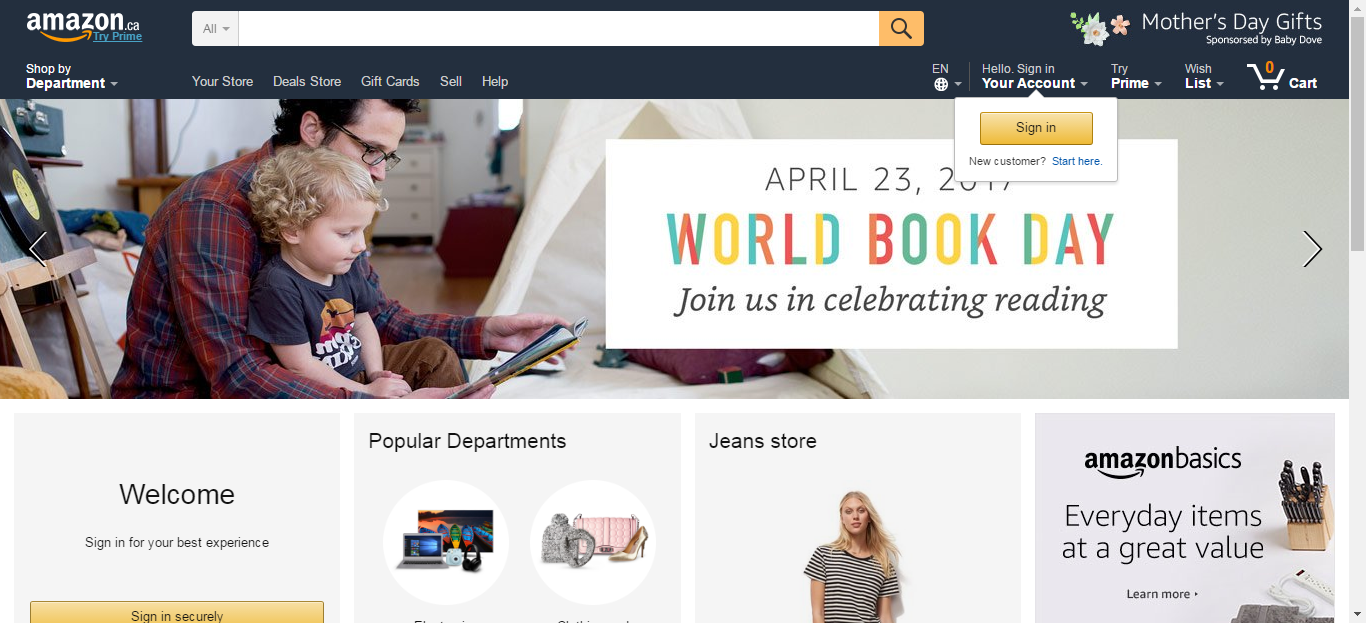 amazon.ca
Try Prime
All
Mother's Day Gifts
Sponsorsed by Baby Dove
Shop by
Department
Your Store
Deals Store
Gift Cards
Sell
Help
EN
Hello. Sign in
Your Account
Try
Prime
Wish
List
0
Cart
Sign in
New customer? Start here.
APRIL 23, 2017
WORLD BOOK DAY
Join us in celebrating reading
Welcome
Sign in for your best experience
Sign in securely
Popular Departments
Jeans store
amazonbasics
Everyday items
at a great value
Learn more